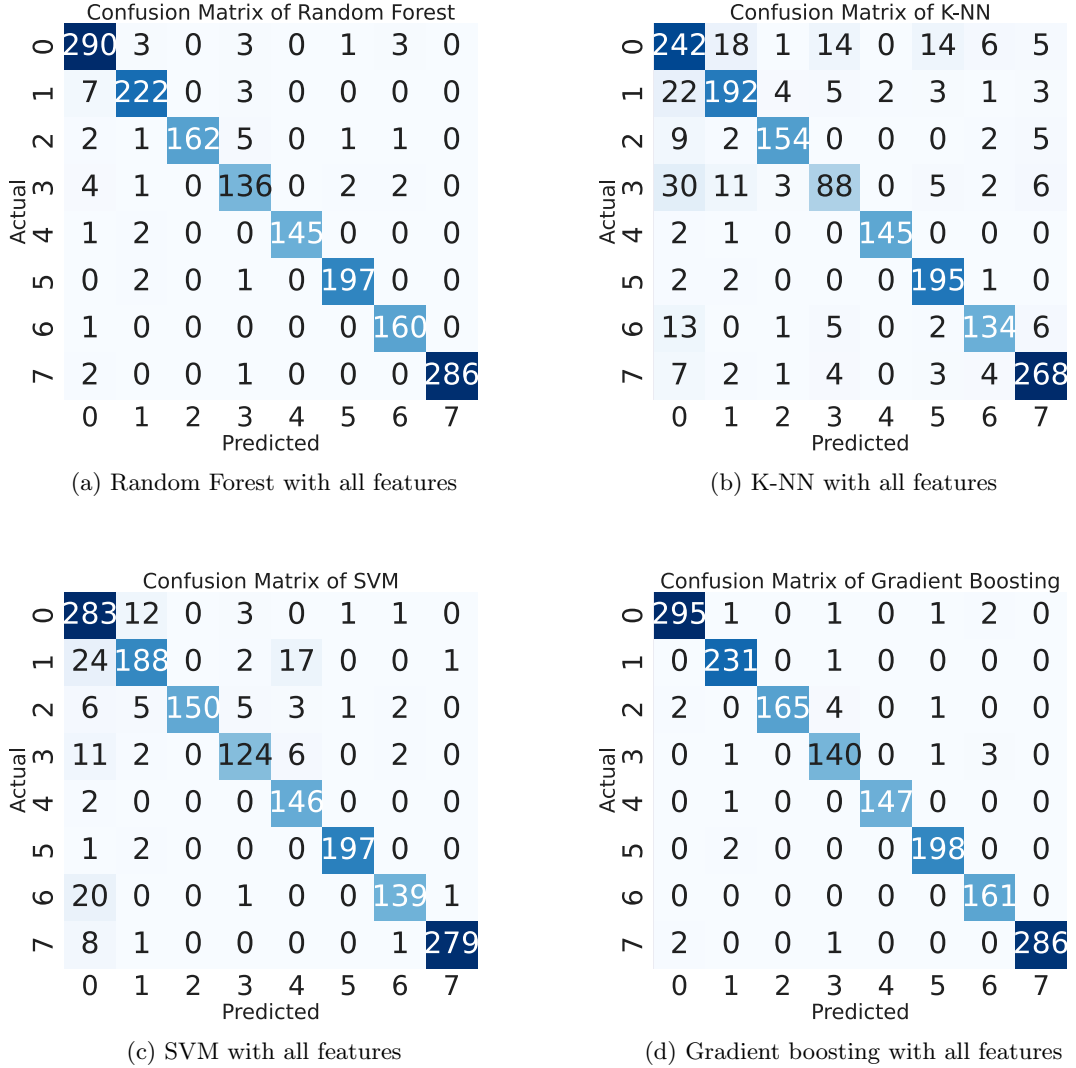 Confusion Matrix of Random Forest
Actual
0 290 3 0 3 0 1 3 0
1 7 222 0 3 0 0 0 0
2 2 1 162 5 0 1 1 0
3 4 1 0 136 0 2 2 0
4 1 2 0 0 145 0 0 0
5 0 2 0 1 0 197 0 0
6 1 0 0 0 0 0 160 0
7 2 0 0 1 0 0 0 286
0 1 2 3 4 5 6 7
Predicted
(a) Random Forest with all features
Confusion Matrix of K-NN
Actual
0 242 18 1 14 0 14 6 5
1 22 192 4 5 2 3 1 3
2 9 2 154 0 0 0 2 5
3 30 11 3 88 0 5 2 6
4 2 1 0 0 145 0 0 0
5 2 2 0 0 0 195 1 0
6 13 0 1 5 0 2 134 6
7 7 2 1 4 0 3 4 268
0 1 2 3 4 5 6 7
Predicted
(b) K-NN with all features
Confusion Matrix of SVM
Actual
0 283 12 0 3 0 1 1 0
1 24 188 0 2 17 0 0 1
2 6 5 150 5 3 1 2 0
3 11 2 0 124 6 0 2 0
4 2 0 0 0 146 0 0 0
5 1 2 0 0 0 197 0 0
6 20 0 0 1 0 0 139 1
7 8 1 0 0 0 0 1 279
0 1 2 3 4 5 6 7
Predicted
(c) SVM with all features
Confusion Matrix of Gradient Boosting
Actual
0 295 1 0 1 0 1 2 0
1 0 231 0 1 0 0 0 0
2 2 0 165 4 0 1 0 0
3 0 1 0 140 0 1 3 0
4 0 1 0 0 147 0 0 0
5 0 2 0 0 0 198 0 0
6 0 0 0 0 0 0 161 0
7 2 0 0 1 0 0 0 286
0 1 2 3 4 5 6 7
Predicted
(d) Gradient boosting with all features